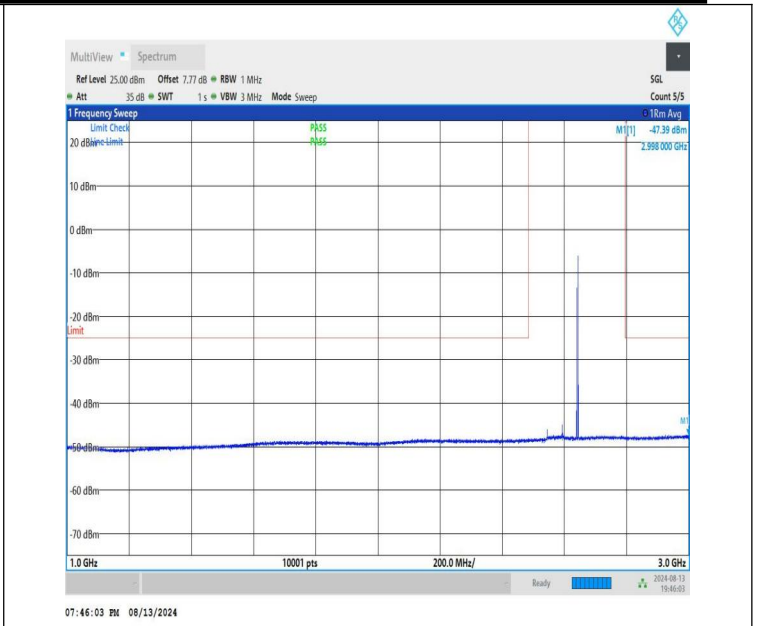 R S
MultiView Spectrum
Ref Level 25.00 dBm Offset 7.77 dB RBW 1 MHz SGL
Att 35 dB SWT 1 s VBW 3 MHz Mode Sweep Count 5/5
1 Frequency Sweep 1Rm Avg
Limit Check PASS M1[1] -47.39 dBm
20 dBm Line Limit PASS 2.998 000 GHz
10 dBm
0 dBm
-10 dBm
-20 dBm
Limit
-30 dBm
-40 dBm
M1
-50 dBm
-60 dBm
-70 dBm
1.0 GHz 10001 pts 200.0 MHz/ 3.0 GHz
Ready 2024-08-13
19:46:03
07:46:03 PM 08/13/2024